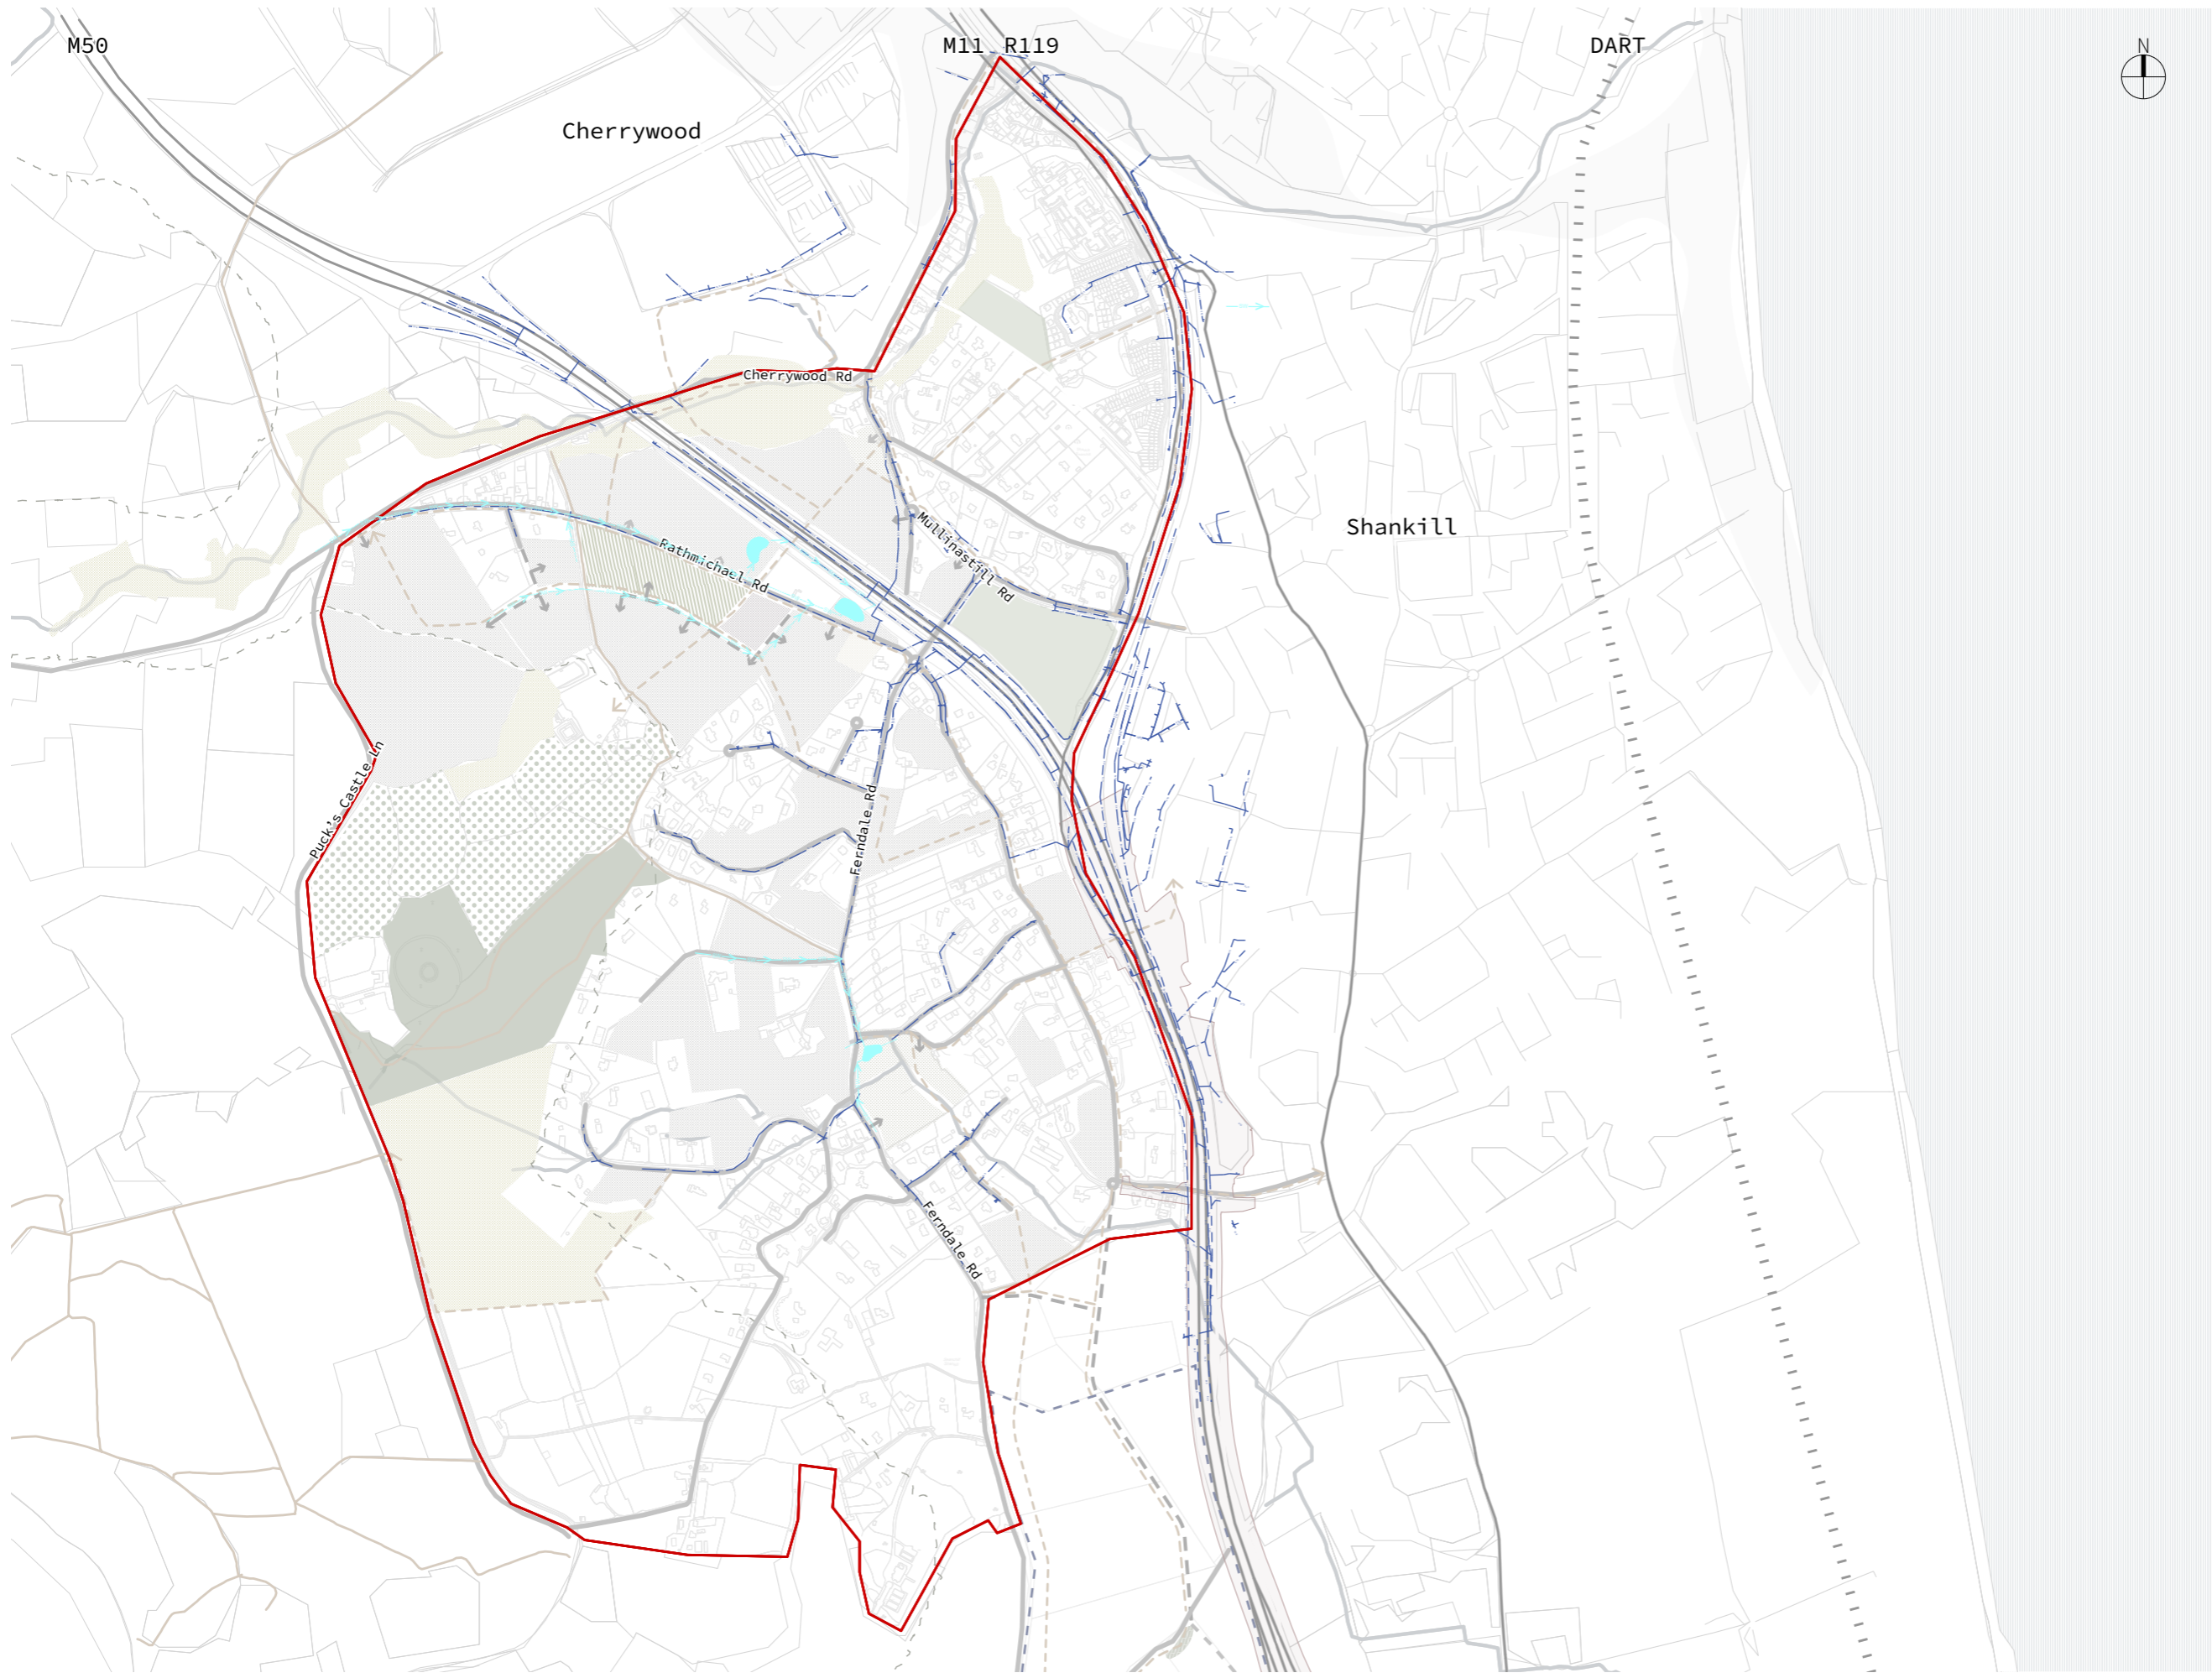 M50
M11 R119
DART
N
Cherrywood
Cherrywood Rd
Mullinastill Rd
Shankill
Rathmichael Rd
Puck's Castle Ln
Ferndale Rd
Ferndale Rd